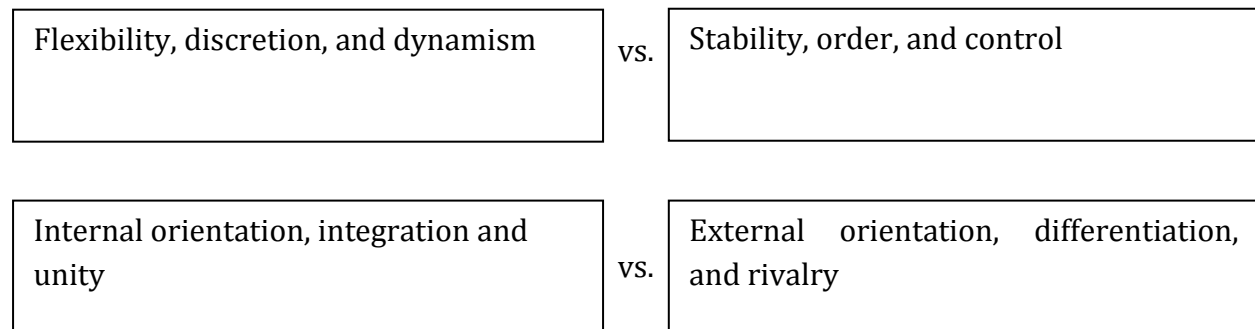 Flexibility, discretion, and dynamism
vs.
Stability, order, and control
Internal orientation, integration and
unity
vs.
External orientation, differentiation,
and rivalry